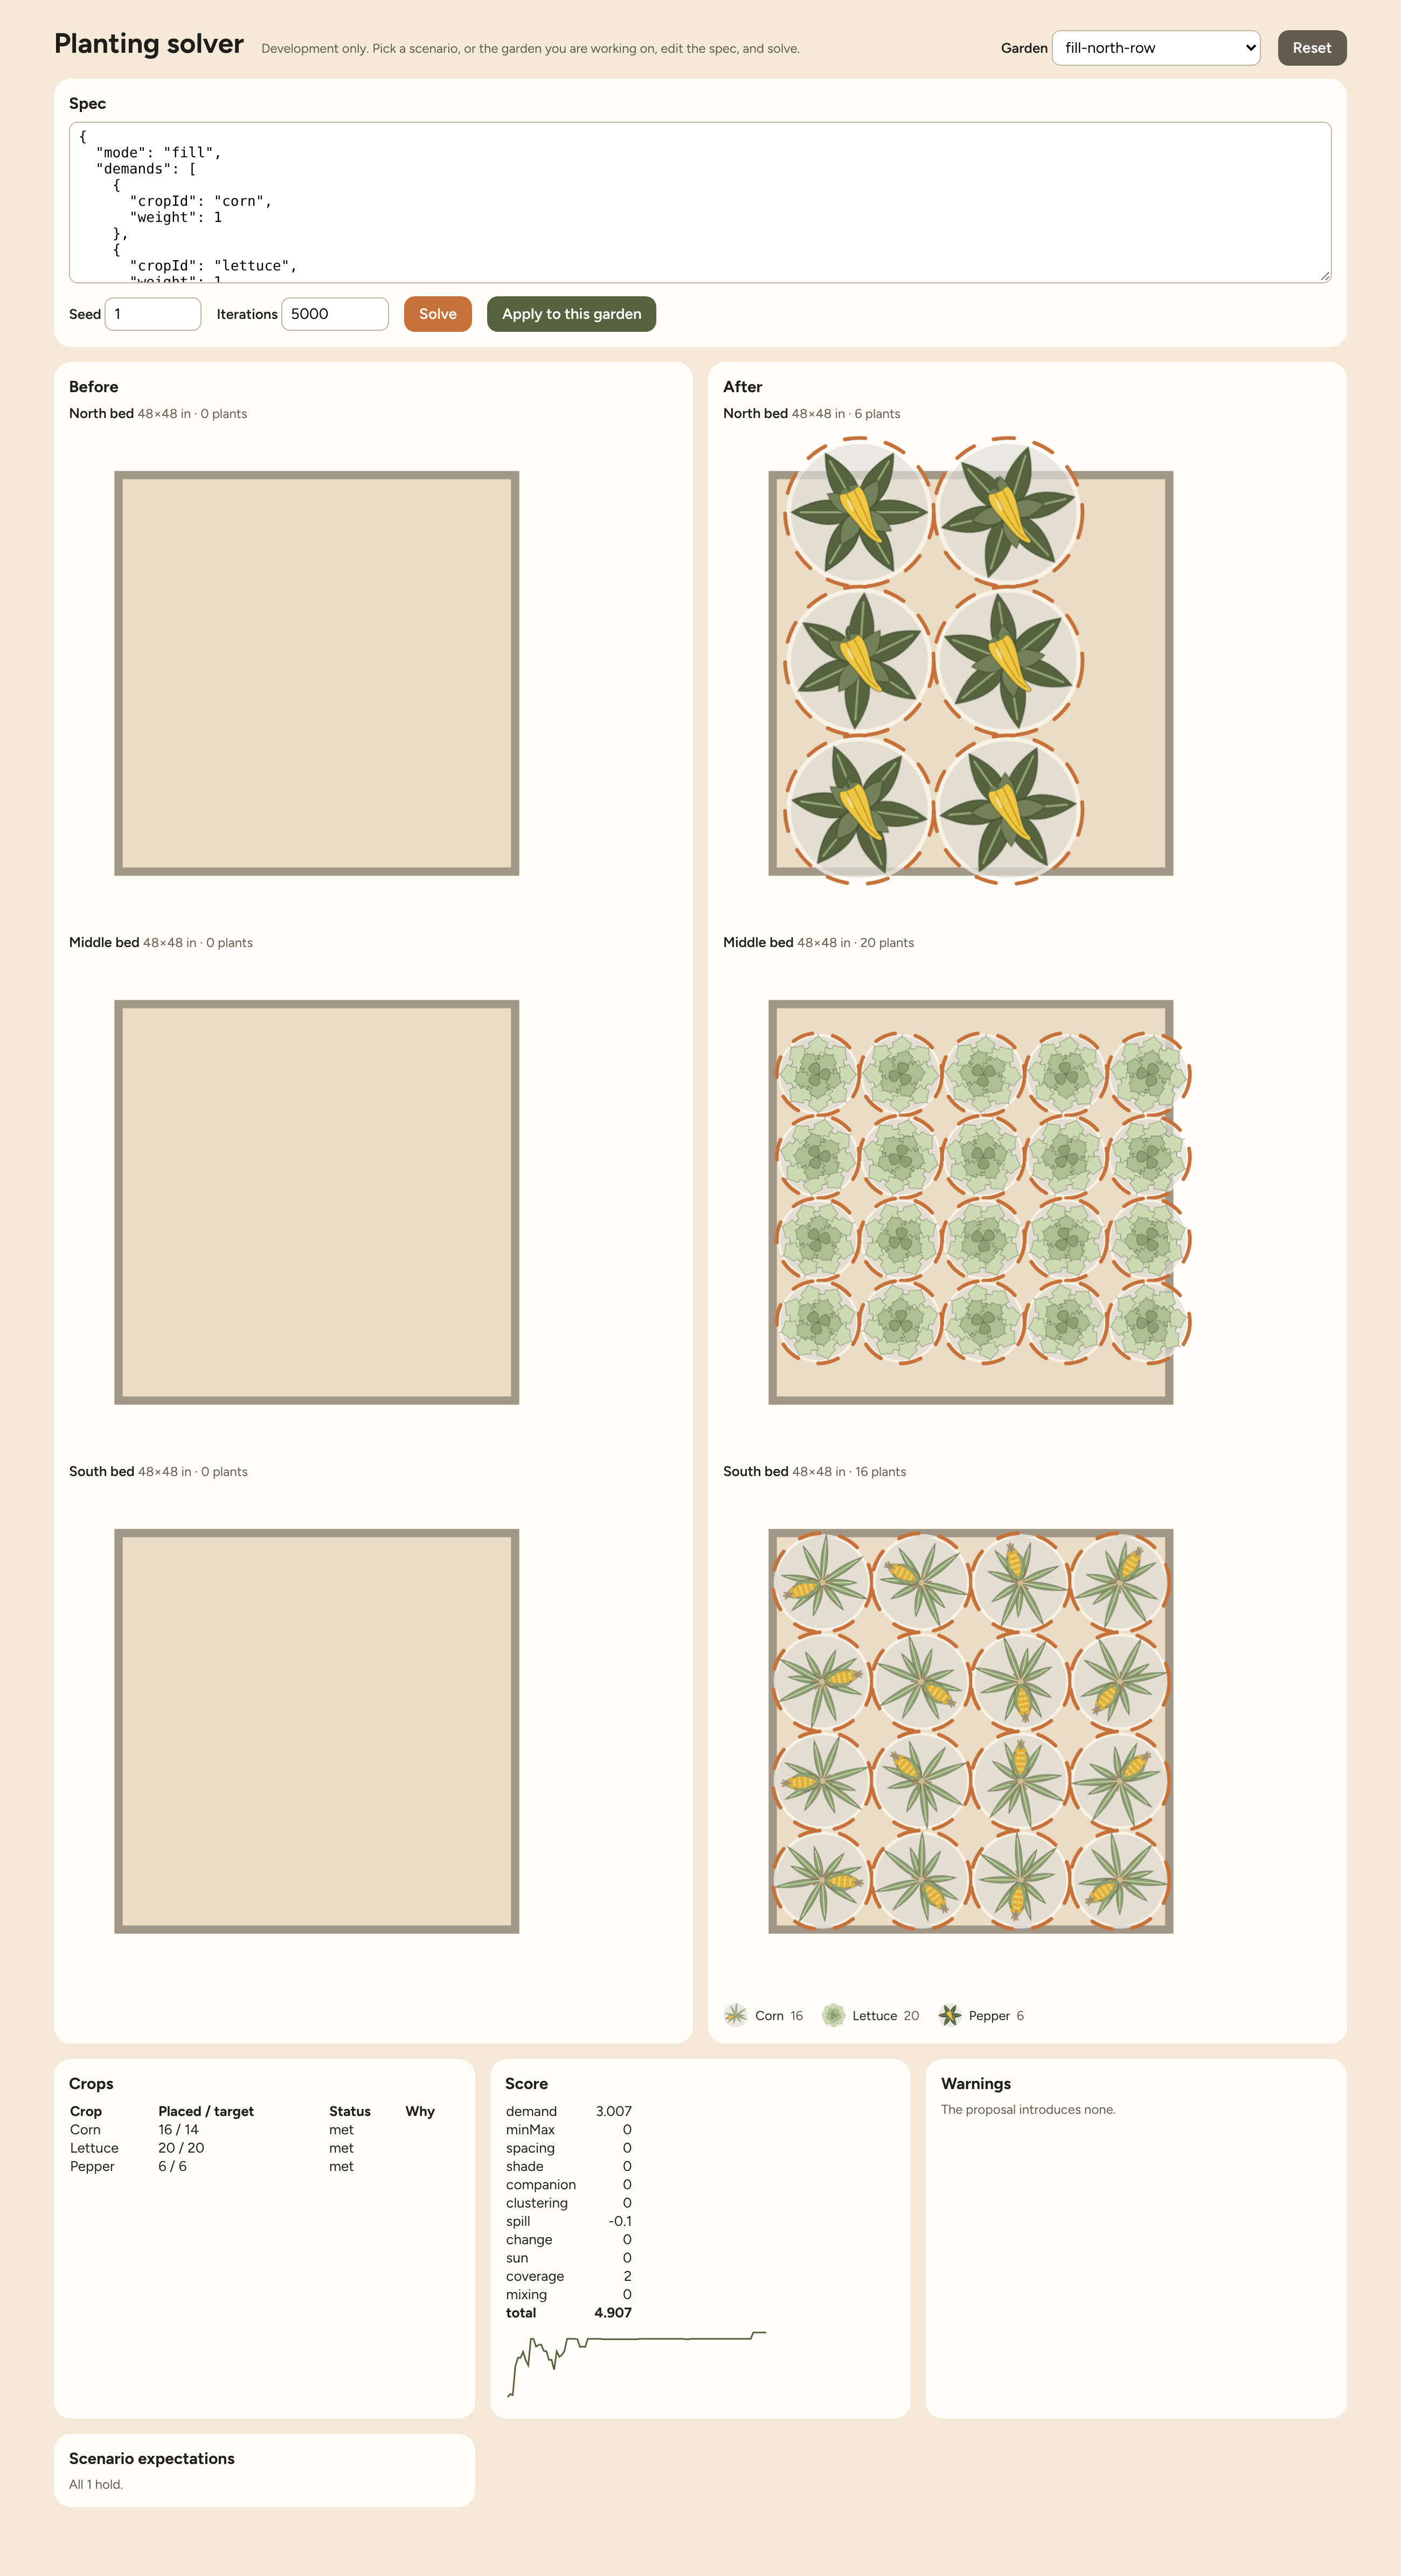 Planting solver
Development only. Pick a scenario, or the garden you are working on, edit the spec, and solve.
Garden
fill-north-row
Reset
Spec
{
"mode": "fill",
"demands": [
{
"cropId": "corn",
"weight": 1
},
{
"cropId": "lettuce",
"weight": 1
Seed
1
Iterations
5000
Solve
Apply to this garden
Before
North bed 48×48 in · 0 plants
Middle bed 48×48 in · 0 plants
South bed 48×48 in · 0 plants
After
North bed 48×48 in · 6 plants
Middle bed 48×48 in · 20 plants
South bed 48×48 in · 16 plants
Corn 16 Lettuce 20 Pepper 6
Crops
Crop Placed / target Status Why
Corn 16 / 14 met
Lettuce 20 / 20 met
Pepper 6 / 6 met
Score
demand 3.007
minMax 0
spacing 0
shade 0
companion 0
clustering 0
spill -0.1
change 0
sun 0
coverage 2
mixing 0
total 4.907
Warnings
The proposal introduces none.
Scenario expectations
All 1 hold.